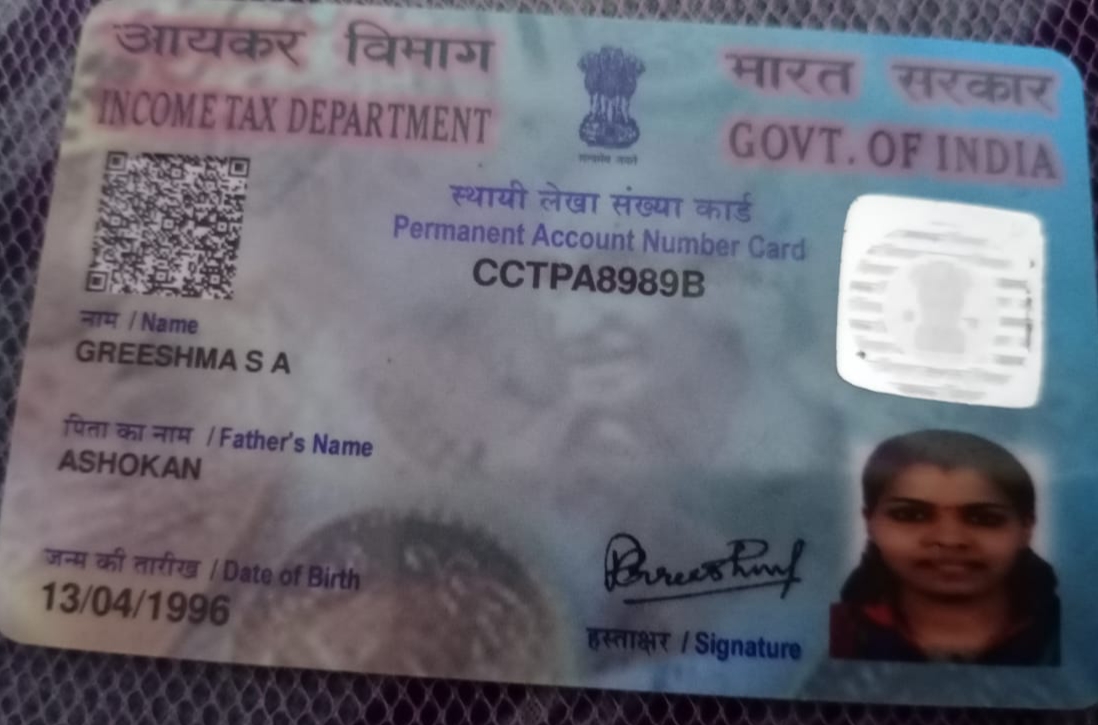 आयकर विभाग
INCOME TAX DEPARTMENT
भारत सरकार
GOVT. OF INDIA
सत्यमेव जयते
स्थायी लेखा संख्या कार्ड
Permanent Account Number Card
CCTPA8989B
नाम / Name
GREESHMA S A
पिता का नाम / Father's Name
ASHOKAN
जन्म की तारीख / Date of Birth
13/04/1996
हस्ताक्षर / Signature